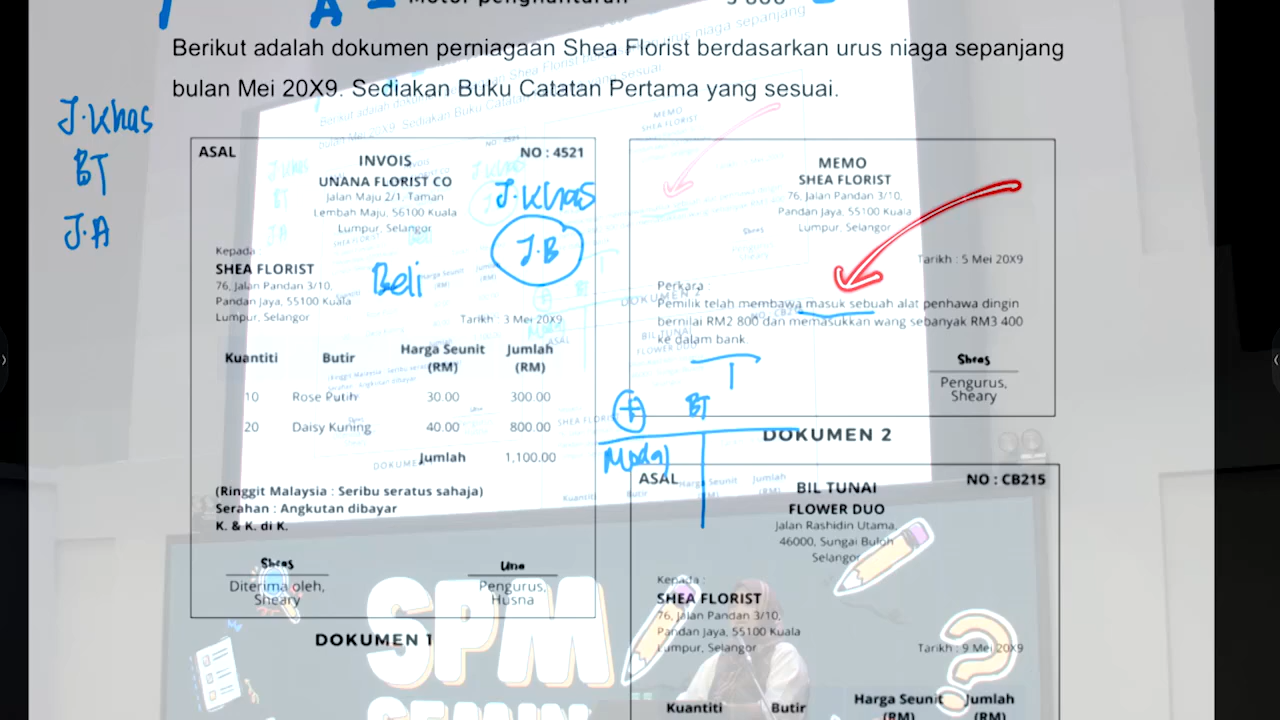 A = Motor penghantaran
Berikut adalah dokumen perniagaan Shea Florist berdasarkan urus niaga sepanjang
bulan Mei 20X9. Sediakan Buku Catatan Pertama yang sesuai.
J.Khas
BT
J.A
ASAL
NO : 4521
INVOIS
UNANA FLORIST CO
Jalan Maju 2/1, Taman
Lembah Maju, 56100 Kuala
Lumpur, Selangor
J.Khas
J.B
Kepada
SHEA FLORIST
76, Jalan Pandan 3/10,
Pandan Jaya, 55100 Kuala
Lumpur, Selangor
Beli
Tarikh : 3 Mei 20X9
Kuantiti Butir Harga Seunit (RM) Jumlah (RM)
10 Rose Putih 30.00 300.00
20 Daisy Kuning 40.00 800.00
Jumlah 1,100.00
(Ringgit Malaysia : Seribu seratus sahaja)
Serahan : Angkutan dibayar
K. & K. di K.
Sheas Una
Diterima oleh, Pengurus,
Sheary Husna
DOKUMEN 1
MEMO
SHEA FLORIST
76, Jalan Pandan 3/10,
Pandan Jaya, 55100 Kuala
Lumpur, Selangor
Tarikh : 5 Mei 20X9
Perkara :
Pemilik telah membawa masuk sebuah alat penhawa dingin
bernilai RM2 800 dan memasukkan wang sebanyak RM3 400
ke dalam bank.
Sheas
Pengurus,
Sheary
+ BT
Modal
DOKUMEN 2
ASAL
NO : CB215
BIL TUNAI
FLOWER DUO
Jalan Rashidin Utama,
46000, Sungai Buloh
Selangor
Kepada :
SHEA FLORIST
76, Jalan Pandan 3/10,
Pandan Jaya, 55100 Kuala
Lumpur, Selangor
Tarikh : 9 Mei 20X9
Kuantiti Butir Harga Seunit (RM) Jumlah (RM)
SPM